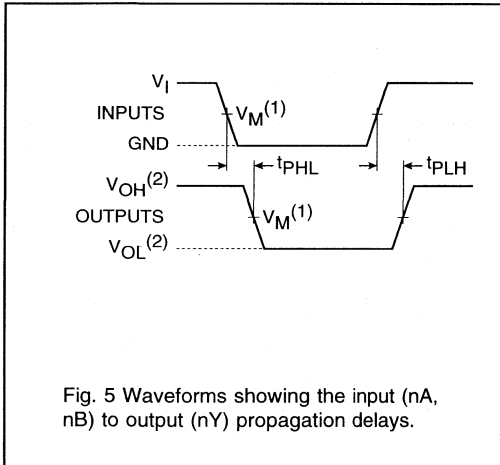 V_I
INPUTS
V_M^(1)
GND
t_PHL
t_PLH
V_OH^(2)
OUTPUTS
V_M^(1)
V_OL^(2)
Fig. 5 Waveforms showing the input (nA,
nB) to output (nY) propagation delays.